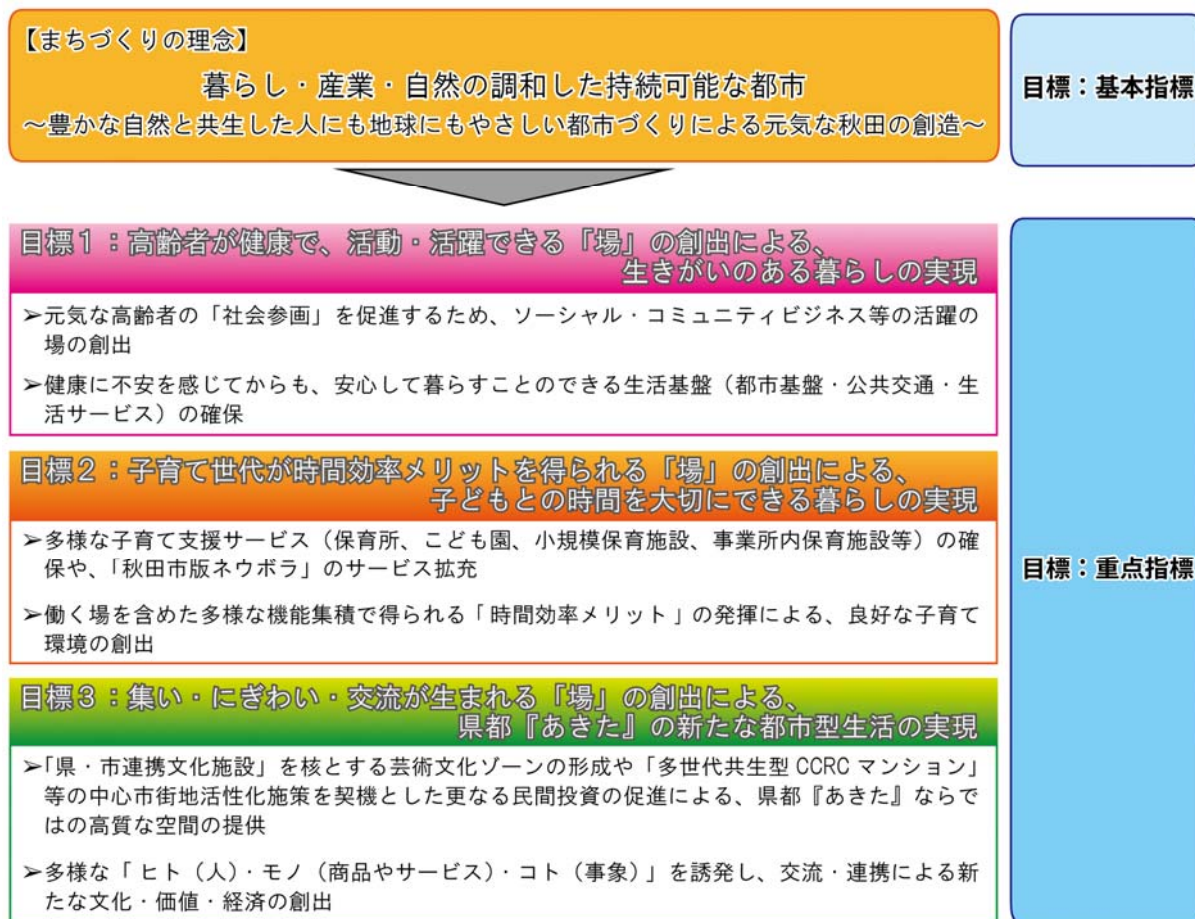 【まちづくりの理念】
暮らし・産業・自然の調和した持続可能な都市
～豊かな自然と共生した人にも地球にもやさしい都市づくりによる元気な秋田の創造～
目標：基本指標
目標１：高齢者が健康で、活動・活躍できる「場」の創出による、
生きがいのある暮らしの実現
➢元気な高齢者の「社会参画」を促進するため、ソーシャル・コミュニティビジネス等の活躍の
場の創出
➢健康に不安を感じてからも、安心して暮らすことのできる生活基盤（都市基盤・公共交通・生
活サービス）の確保
目標２：子育て世代が時間効率メリットを得られる「場」の創出による、
子どもとの時間を大切にできる暮らしの実現
➢多様な子育て支援サービス（保育所、こども園、小規模保育施設、事業所内保育施設等）の確
保や、「秋田市版ネウボラ」のサービス拡充
➢働く場を含めた多様な機能集積で得られる「時間効率メリット」の発揮による、良好な子育て
環境の創出
目標３：集い・にぎわい・交流が生まれる「場」の創出による、
県都『あきた』の新たな都市型生活の実現
➢「県・市連携文化施設」を核とする芸術文化ゾーンの形成や「多世代共生型 CCRC マンション」
等の中心市街地活性化施策を契機とした更なる民間投資の促進による、県都『あきた』ならで
はの高質な空間の提供
➢多様な「ヒト（人）・モノ（商品やサービス）・コト（事象）」を誘発し、交流・連携による新
たな文化・価値・経済の創出
目標：重点指標